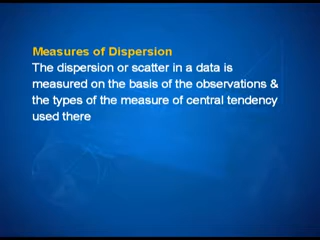 Measures of Dispersion
The dispersion or scatter in a data is
measured on the basis of the observations &
the types of the measure of central tendency
used there